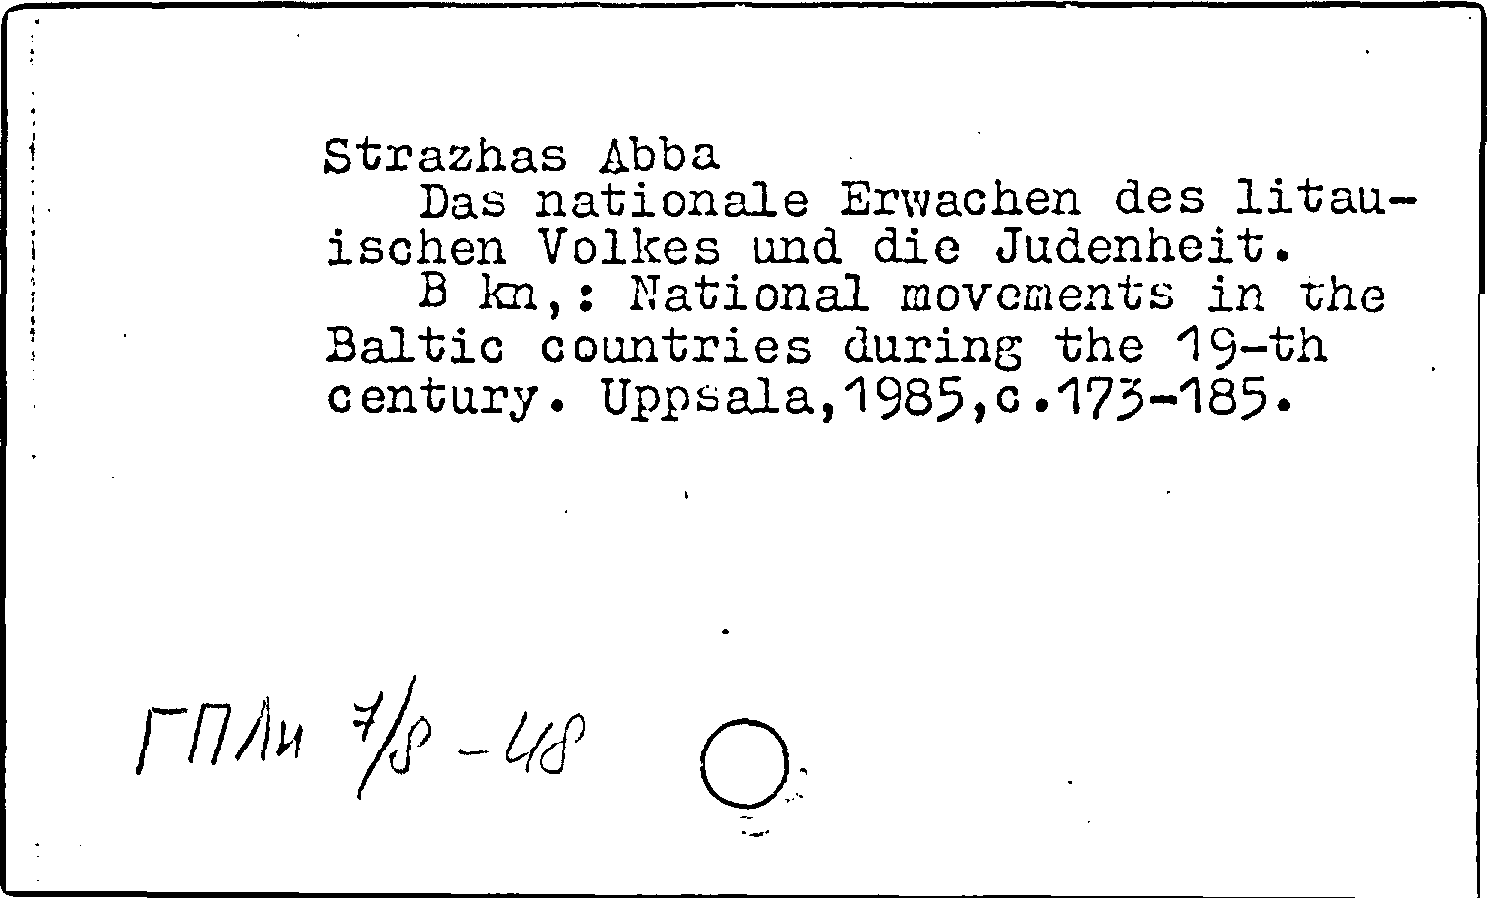 Strazhas Abba
Das nationale Erwachen des litau-
ischen Volkes und die Judenheit.
B kn,: National movements in the
Baltic countries during the 19-th
century. Uppsala,1985,c.173-185.
ГПЛи 7/8 - 48